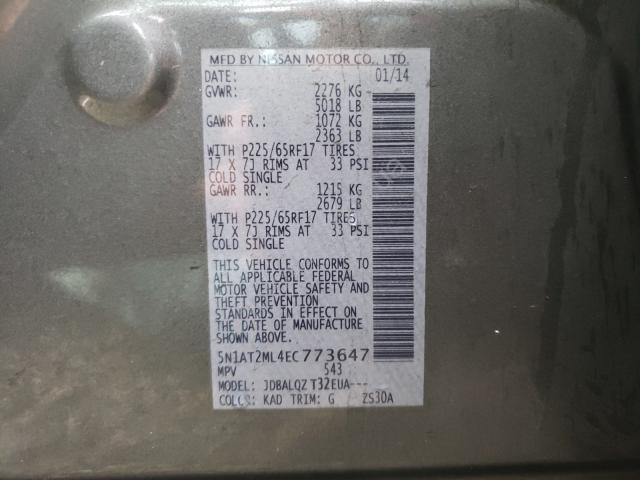 MFD BY NISSAN MOTOR CO., LTD.
DATE: 01/14
GVWR: 2276 KG
5018 LB
GAWR FR.: 1072 KG
2363 LB
WITH P225/65RF17 TIRES
17 X 7J RIMS AT 33 PSI
COLD SINGLE
GAWR RR.: 1215 KG
2679 LB
WITH P225/65RF17 TIRES
17 X 7J RIMS AT 33 PSI
COLD SINGLE
THIS VEHICLE CONFORMS TO
ALL APPLICABLE FEDERAL
MOTOR VEHICLE SAFETY AND
THEFT PREVENTION
STANDARDS IN EFFECT ON
THE DATE OF MANUFACTURE
SHOWN ABOVE.
5N1AT2ML4EC773647
MPV 543
MODEL: JDBALQZ T32EUA---
COLOR: KAD TRIM: G ZS30A